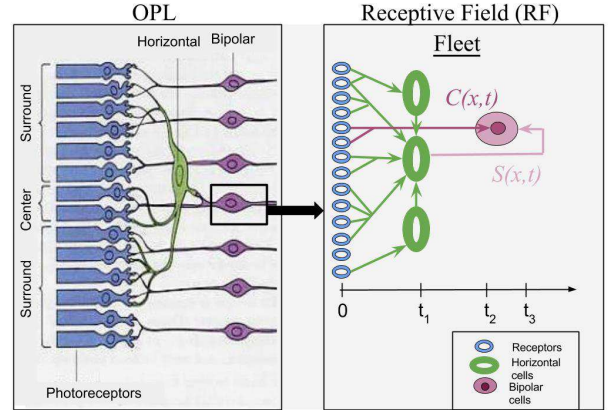 OPL
Horizontal
Bipolar
Surround
Center
Surround
Photoreceptors
Receptive Field (RF)
Fleet
C(x,t)
S(x,t)
0
t1
t2
t3
Receptors
Horizontal
cells
Bipolar
cells